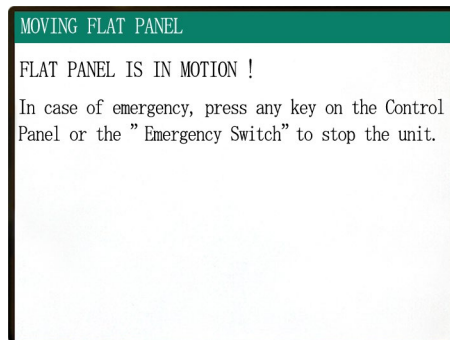 MOVING FLAT PANEL
FLAT PANEL IS IN MOTION !
In case of emergency, press any key on the Control
Panel or the ” Emergency Switch” to stop the unit.